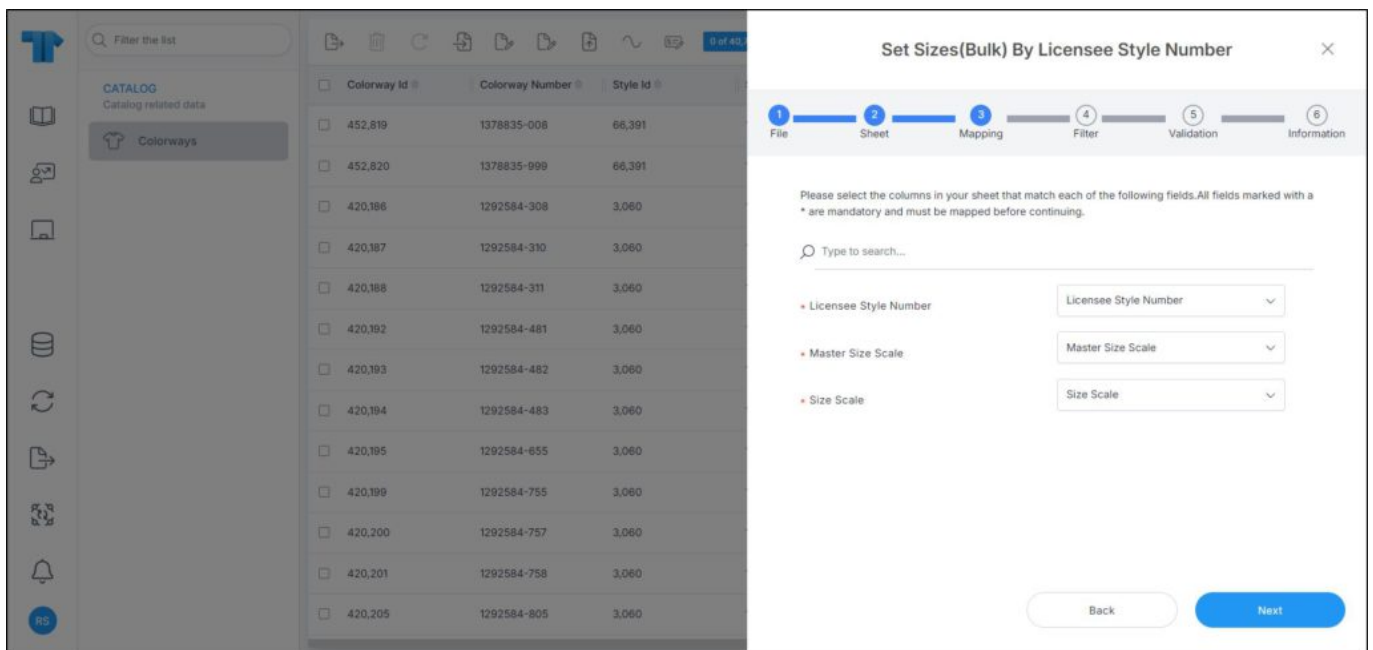 Filter the list
CATALOG
Catalog related data
Colorways
0 of 40,
Colorway Id Colorway Number Style Id
452,819 1378835-008 66,391
452,820 1378835-999 66,391
420,186 1292584-308 3,060
420,187 1292584-310 3,060
420,188 1292584-311 3,060
420,192 1292584-481 3,060
420,193 1292584-482 3,060
420,194 1292584-483 3,060
420,195 1292584-655 3,060
420,199 1292584-755 3,060
420,200 1292584-757 3,060
420,201 1292584-758 3,060
420,205 1292584-805 3,060
RS
Set Sizes(Bulk) By Licensee Style Number
1 2 3 4 5 6
File Sheet Mapping Filter Validation Information
Please select the columns in your sheet that match each of the following fields.All fields marked with a
* are mandatory and must be mapped before continuing.
Type to search...
* Licensee Style Number Licensee Style Number
* Master Size Scale Master Size Scale
* Size Scale Size Scale
Back Next